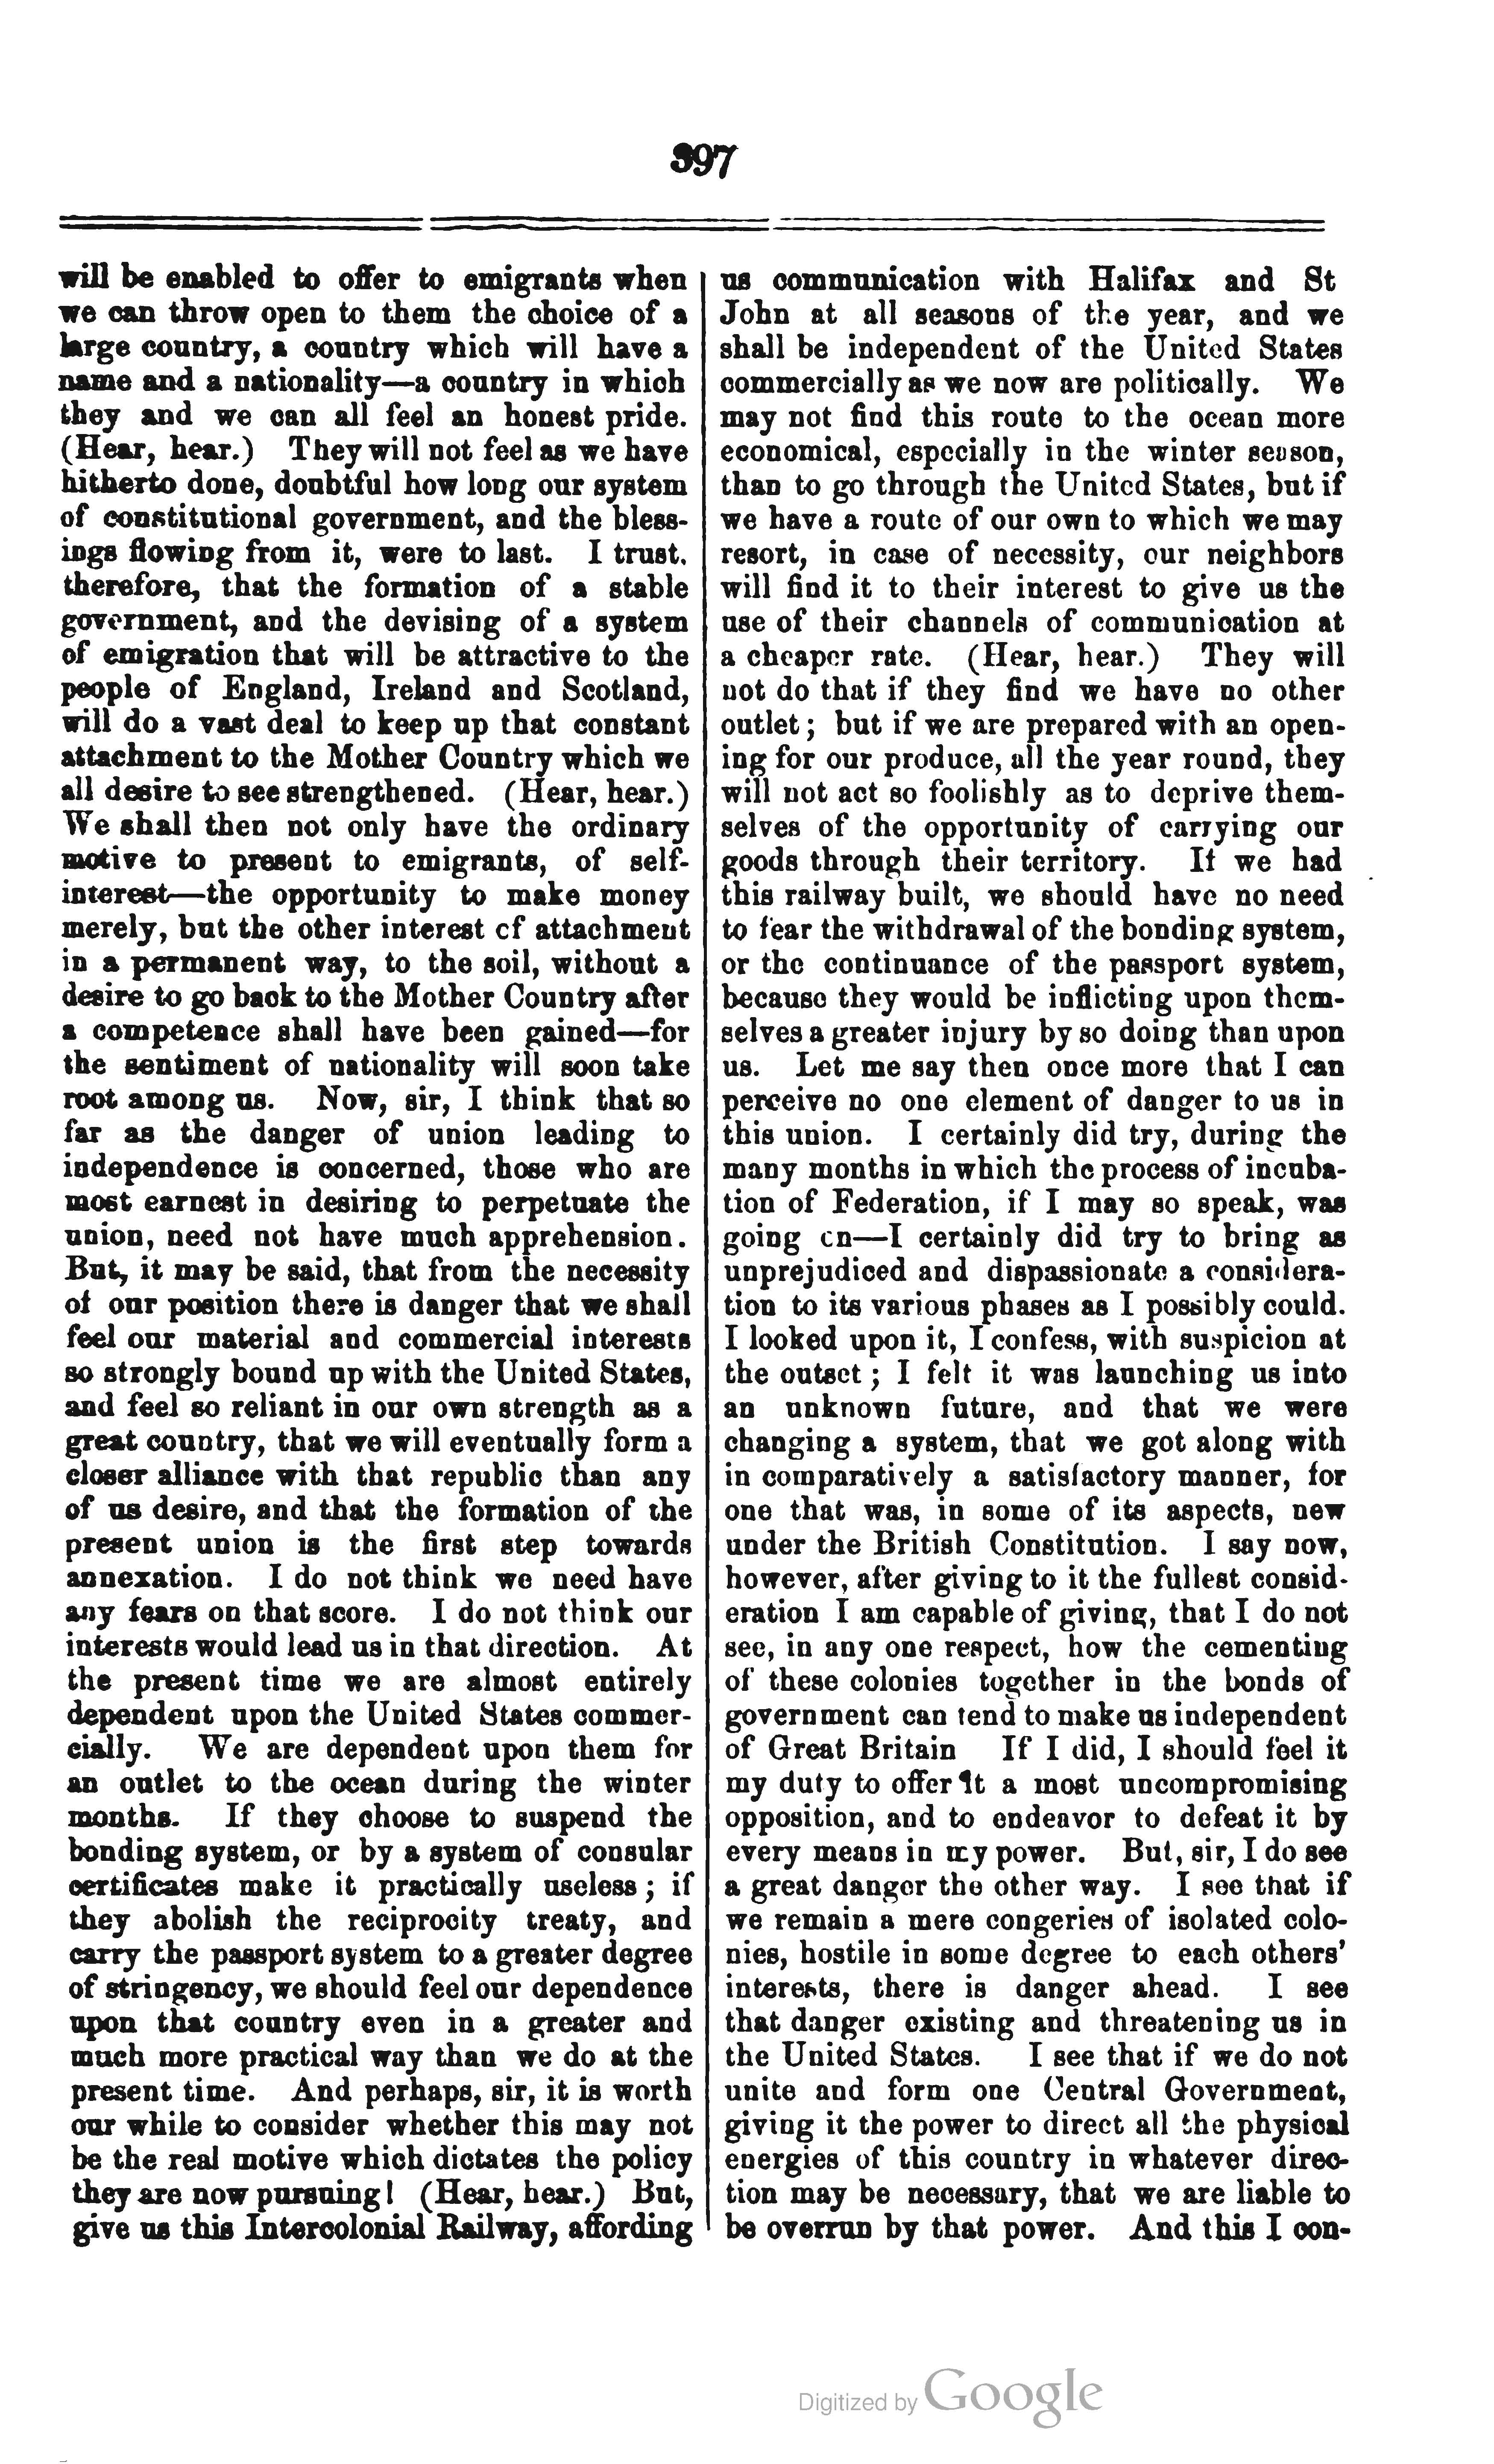 397
will be enabled to offer to emigrants when
we can throw open to them the choice of a
large country, a country which will have a
name and a nationality—a country in which
they and we can all feel an honest pride.
(Hear, hear.) They will not feel as we have
hitherto done, doubtful how long our system
of constitutional government, and the bless-
ings flowing from it, were to last. I trust.
therefore, that the formation of a stable
government, and the devising of a system
of emigration that will be attractive to the
people of England, Ireland and Scotland,
will do a vast deal to keep up that constant
attachment to the Mother Country which we
all desire to see strengthened. (Hear, hear.)
We shall then not only have the ordinary
motive to present to emigrants, of self-
interest—the opportunity to make money
merely, but the other interest of attachment
in a permanent way, to the soil, without a
desire to go back to the Mother Country after
a competence shall have been gained—for
the sentiment of nationality will soon take
root among us. Now, sir, I think that so
far as the danger of union leading to
independence is concerned, those who are
most earnest in desiring to perpetuate the
union, need not have much apprehension.
But, it may be said, that from the necessity
of our position there is danger that we shall
feel our material and commercial interests
so strongly bound up with the United States,
and feel so reliant in our own strength as a
great country, that we will eventually form a
closer alliance with that republic than any
of us desire, and that the formation of the
present union is the first step towards
annexation. I do not think we need have
any fears on that score. I do not think our
interests would lead us in that direction. At
the present time we are almost entirely
dependent upon the United States commer-
cially. We are dependent upon them for
an outlet to the ocean during the winter
months. If they choose to suspend the
bonding system, or by a system of consular
certificates make it practically useless; if
they abolish the reciprocity treaty, and
carry the passport system to a greater degree
of stringency, we should feel our dependence
upon that country even in a greater and
much more practical way than we do at the
present time. And perhaps, sir, it is worth
our while to consider whether this may not
be the real motive which dictates the policy
they are now pursuing! (Hear, hear.) But,
give us this Intercolonial Railway, affording
us communication with Halifax and St
John at all seasons of the year, and we
shall be independent of the United States
commercially as we now are politically. We
may not find this route to the ocean more
economical, especially in the winter season,
than to go through the United States, but if
we have a route of our own to which we may
resort, in case of necessity, our neighbors
will find it to their interest to give us the
use of their channels of communication at
a cheaper rate. (Hear, hear.) They will
not do that if they find we have no other
outlet; but if we are prepared with an open-
ing for our produce, all the year round, they
will not act so foolishly as to deprive them-
selves of the opportunity of carrying our
goods through their territory. If we had
this railway built, we should have no need
to fear the withdrawal of the bonding system,
or the continuance of the passport system,
because they would be inflicting upon them-
selves a greater injury by so doing than upon
us. Let me say then once more that I can
perceive no one element of danger to us in
this union. I certainly did try, during the
many months in which the process of incuba-
tion of Federation, if I may so speak, was
going on—I certainly did try to bring as
unprejudiced and dispassionate a considera-
tion to its various phases as I possibly could.
I looked upon it, I confess, with suspicion at
the outset; I felt it was launching us into
an unknown future, and that we were
changing a system, that we got along with
in comparatively a satisfactory manner, for
one that was, in some of its aspects, new
under the British Constitution. I say now,
however, after giving to it the fullest consid-
eration I am capable of giving, that I do not
see, in any one respect, how the cementing
of these colonies together in the bonds of
government can tend to make us independent
of Great Britain If I did, I should feel it
my duty to offer it a most uncompromising
opposition, and to endeavor to defeat it by
every means in my power. But, sir, I do see
a great danger the other way. I see that if
we remain a mere congeries of isolated colo-
nies, hostile in some degree to each others'
interests, there is danger ahead. I see
that danger existing and threatening us in
the United States. I see that if we do not
unite and form one Central Government,
giving it the power to direct all the physical
energies of this country in whatever direc-
tion may be necessary, that we are liable to
be overrun by that power. And this I con-
Digitized by Google